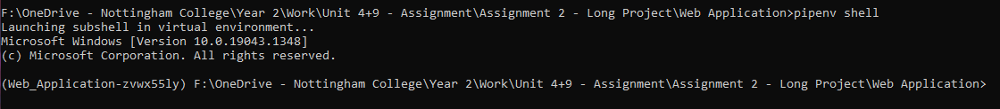 F:\OneDrive - Nottingham College\Year 2\Work\Unit 4+9 - Assignment\Assignment 2 - Long Project\Web Application>pipenv shell
Launching subshell in virtual environment...
Microsoft Windows [Version 10.0.19043.1348]
(c) Microsoft Corporation. All rights reserved.
(Web_Application-zvwx55ly) F:\OneDrive - Nottingham College\Year 2\Work\Unit 4+9 - Assignment\Assignment 2 - Long Project\Web Application>